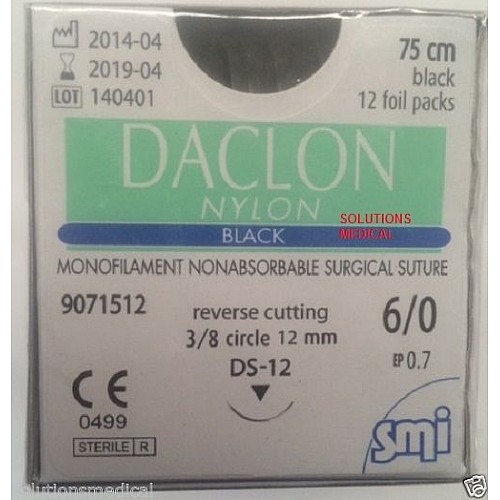 2014-04
2019-04
LOT 140401
75 cm
black
12 foil packs
DACLON
NYLON
SOLUTIONS
MEDICAL
BLACK
MONOFILAMENT NONABSORBABLE SURGICAL SUTURE
9071512
reverse cutting
3/8 circle 12 mm
DS-12
6/0
EP 0.7
CE
0499
STERILE R
smi
olutionsmedical